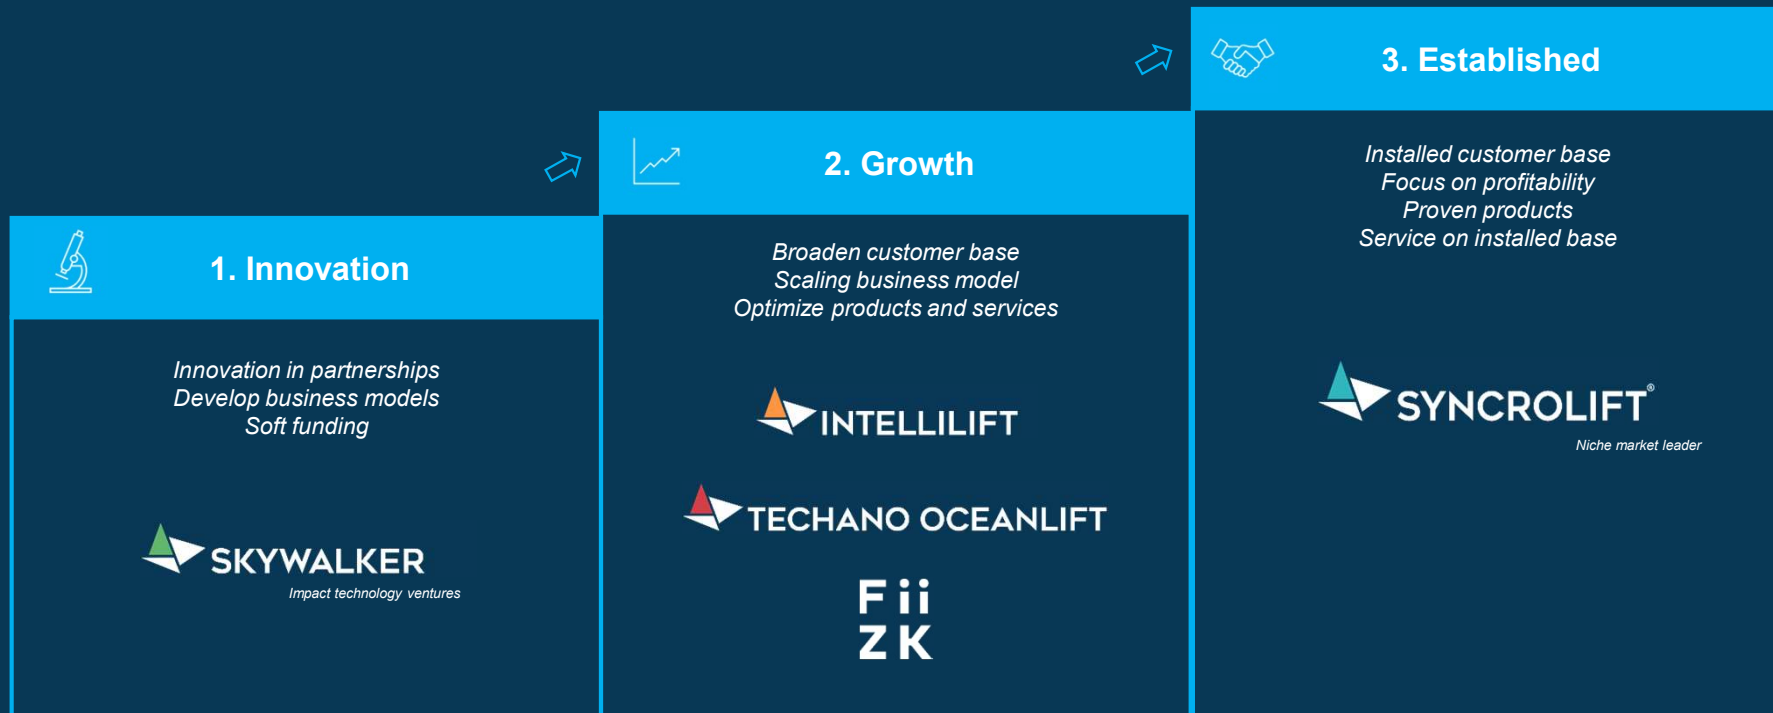 1. Innovation
Innovation in partnerships
Develop business models
Soft funding
SKYWALKER
Impact technology ventures
2. Growth
Broaden customer base
Scaling business model
Optimize products and services
INTELLILIFT
TECHANO OCEANLIFT
Fii
ZK
3. Established
Installed customer base
Focus on profitability
Proven products
Service on installed base
SYNCROLIFT®
Niche market leader